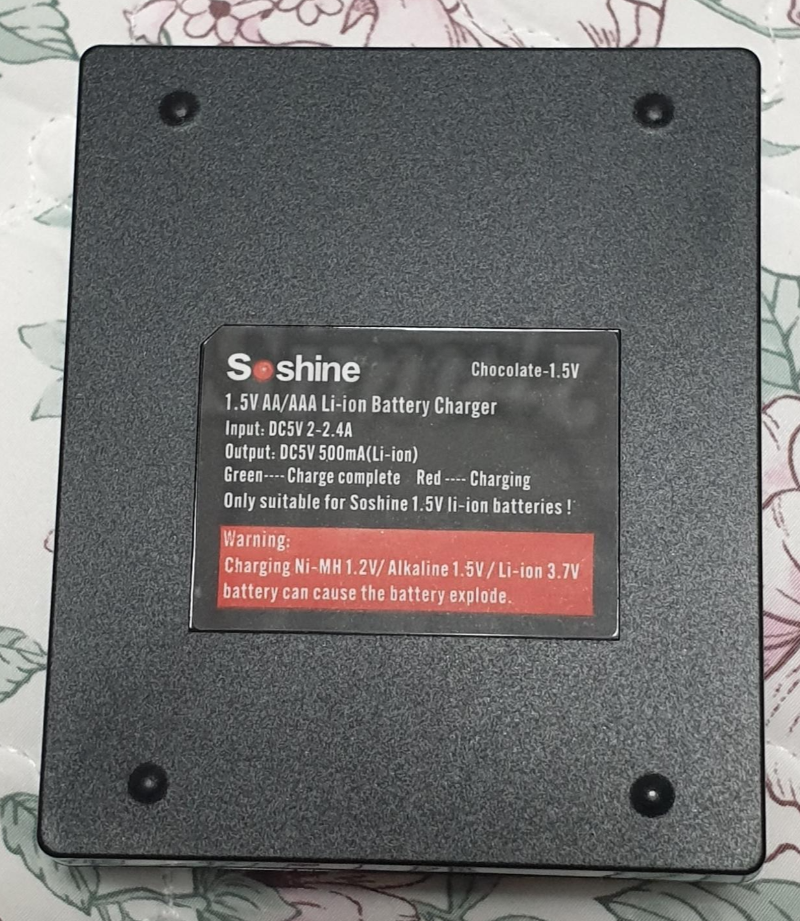 Soshine Chocolate-1.5V
1.5V AA/AAA Li-ion Battery Charger
Input: DC5V 2-2.4A
Output: DC5V 500mA(Li-ion)
Green---- Charge complete Red ---- Charging
Only suitable for Soshine 1.5V li-ion batteries !
Warning:
Charging Ni-MH 1.2V/ Alkaline 1.5V / Li-ion 3.7V
battery can cause the battery explode.